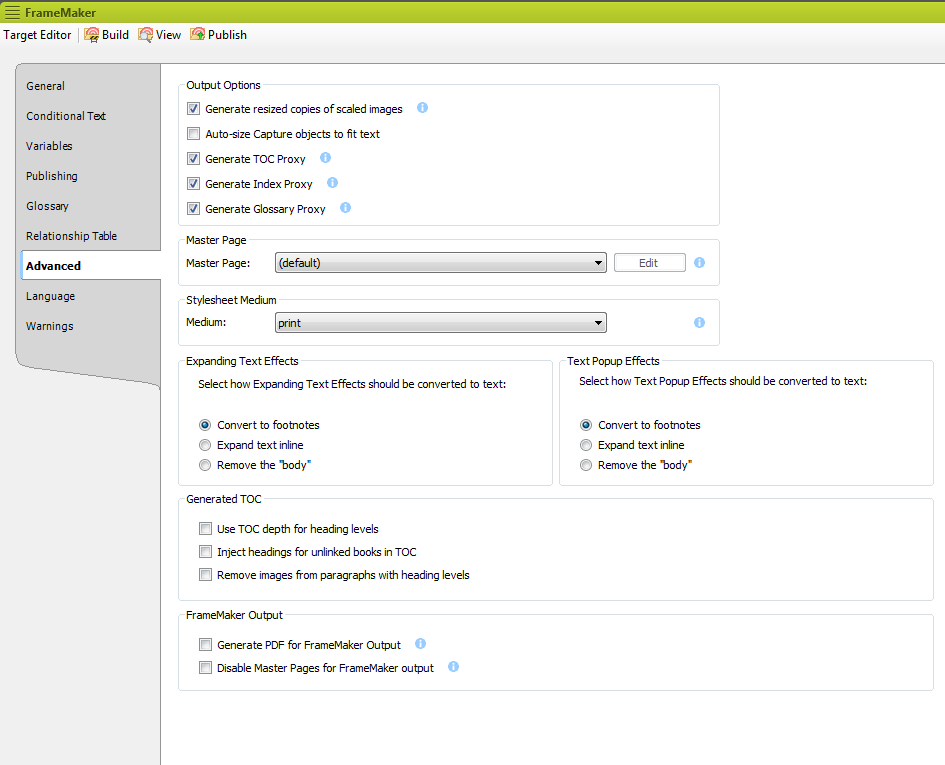 FrameMaker
Target Editor Build View Publish
General
Conditional Text
Variables
Publishing
Glossary
Relationship Table
Advanced
Language
Warnings
Output Options
Generate resized copies of scaled images
Auto-size Capture objects to fit text
Generate TOC Proxy
Generate Index Proxy
Generate Glossary Proxy
Master Page
Master Page: (default) Edit
Stylesheet Medium
Medium: print
Expanding Text Effects
Select how Expanding Text Effects should be converted to text:
Convert to footnotes
Expand text inline
Remove the "body"
Text Popup Effects
Select how Text Popup Effects should be converted to text:
Convert to footnotes
Expand text inline
Remove the "body"
Generated TOC
Use TOC depth for heading levels
Inject headings for unlinked books in TOC
Remove images from paragraphs with heading levels
FrameMaker Output
Generate PDF for FrameMaker Output
Disable Master Pages for FrameMaker output